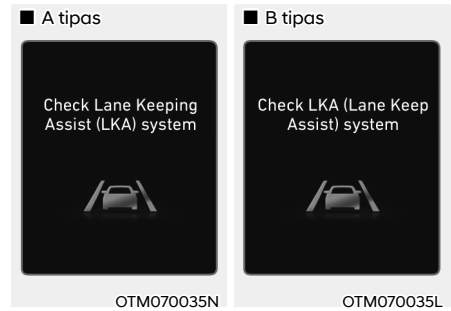 ■ A tipas
Check Lane Keeping
Assist (LKA) system
OTM070035N
■ B tipas
Check LKA (Lane Keep
Assist) system
OTM070035L